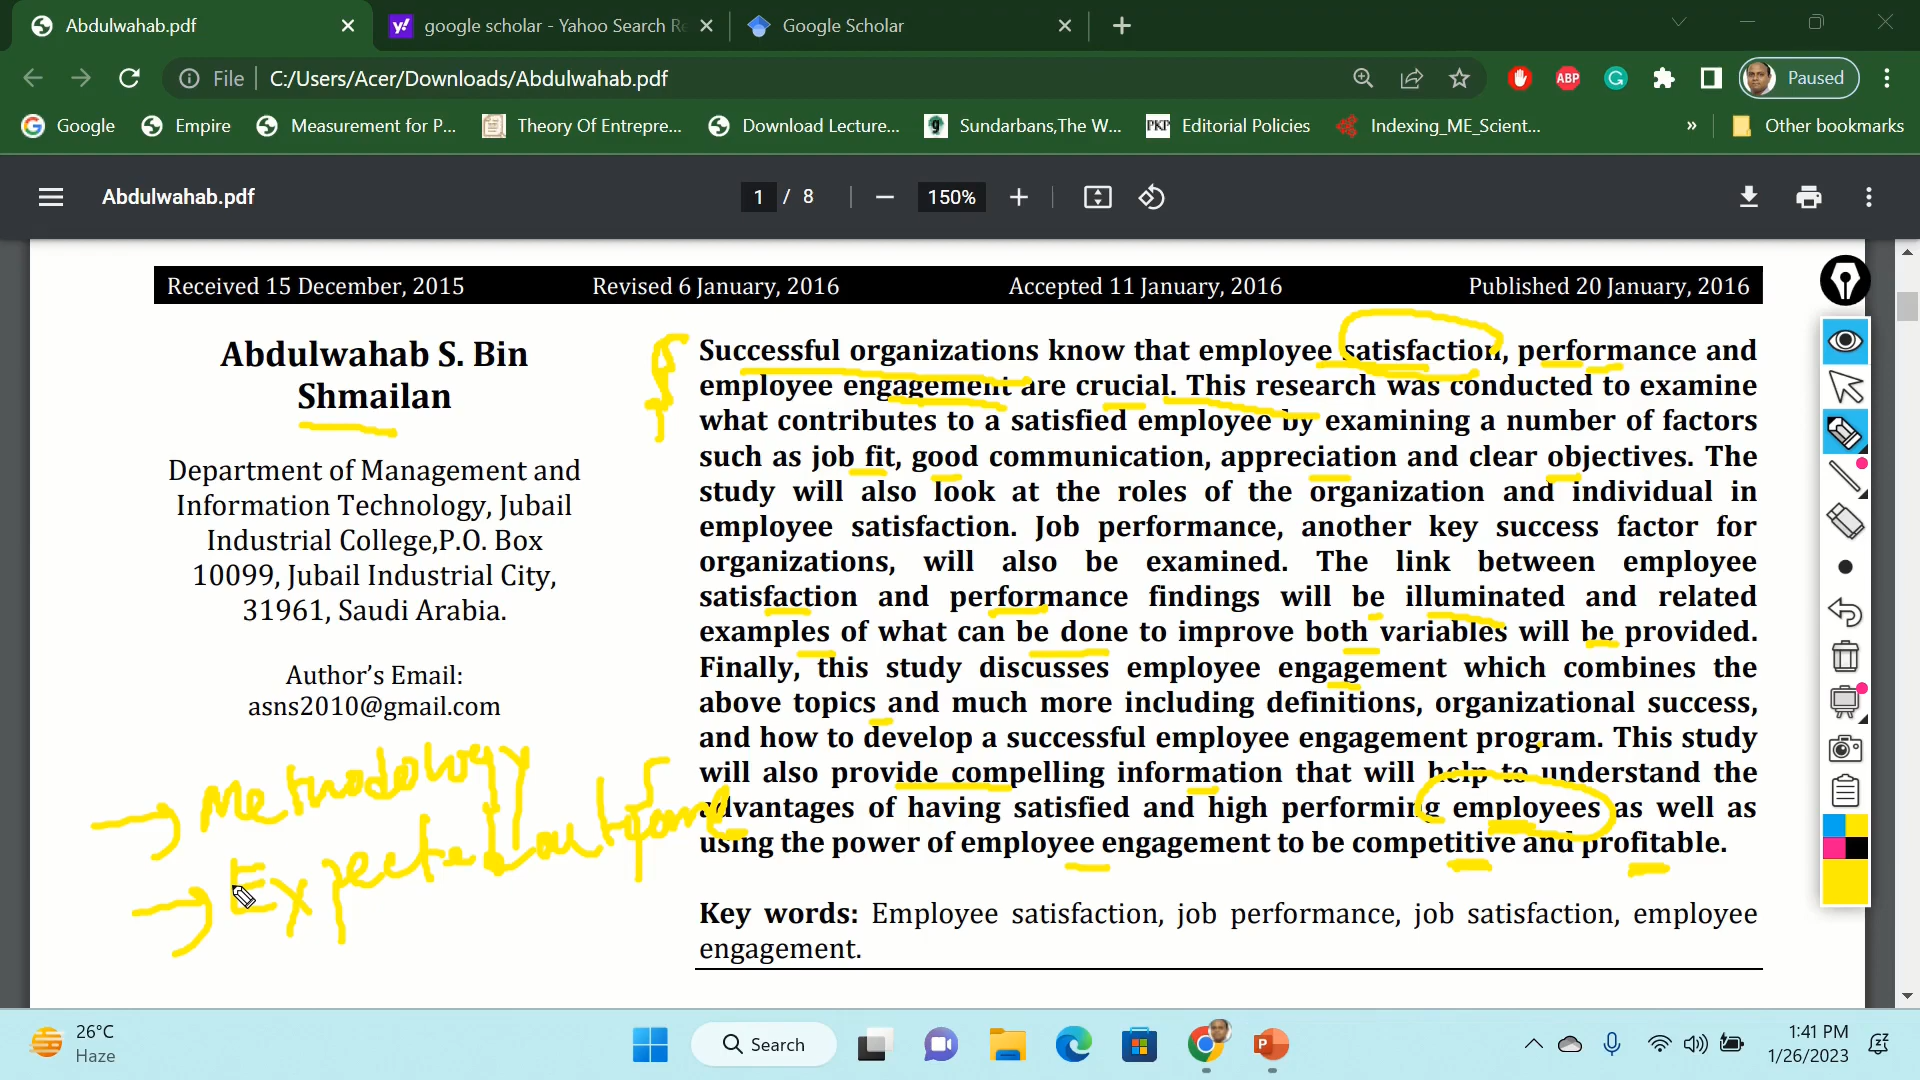 Abdulwahab.pdf
google scholar - Yahoo Search Re
Google Scholar
File
C:/Users/Acer/Downloads/Abdulwahab.pdf
ABP
Paused
Google
Empire
Measurement for P...
Theory Of Entrepre...
Download Lecture...
Sundarbans,The W...
PKP
Editorial Policies
Indexing_ME_Scient...
»
Other bookmarks
Abdulwahab.pdf
1 / 8
150%
Received 15 December, 2015 Revised 6 January, 2016 Accepted 11 January, 2016 Published 20 January, 2016
Abdulwahab S. Bin
Shmailan
Department of Management and
Information Technology, Jubail
Industrial College,P.O. Box
10099, Jubail Industrial City,
31961, Saudi Arabia.
Author's Email:
asns2010@gmail.com
Methodology
Expected outcome
Successful organizations know that employee satisfaction, performance and
employee engagement are crucial. This research was conducted to examine
what contributes to a satisfied employee by examining a number of factors
such as job fit, good communication, appreciation and clear objectives. The
study will also look at the roles of the organization and individual in
employee satisfaction. Job performance, another key success factor for
organizations, will also be examined. The link between employee
satisfaction and performance findings will be illuminated and related
examples of what can be done to improve both variables will be provided.
Finally, this study discusses employee engagement which combines the
above topics and much more including definitions, organizational success,
and how to develop a successful employee engagement program. This study
will also provide compelling information that will help to understand the
advantages of having satisfied and high performing employees as well as
using the power of employee engagement to be competitive and profitable.
Key words: Employee satisfaction, job performance, job satisfaction, employee
engagement.
26°C
Haze
Search
1:41 PM
1/26/2023